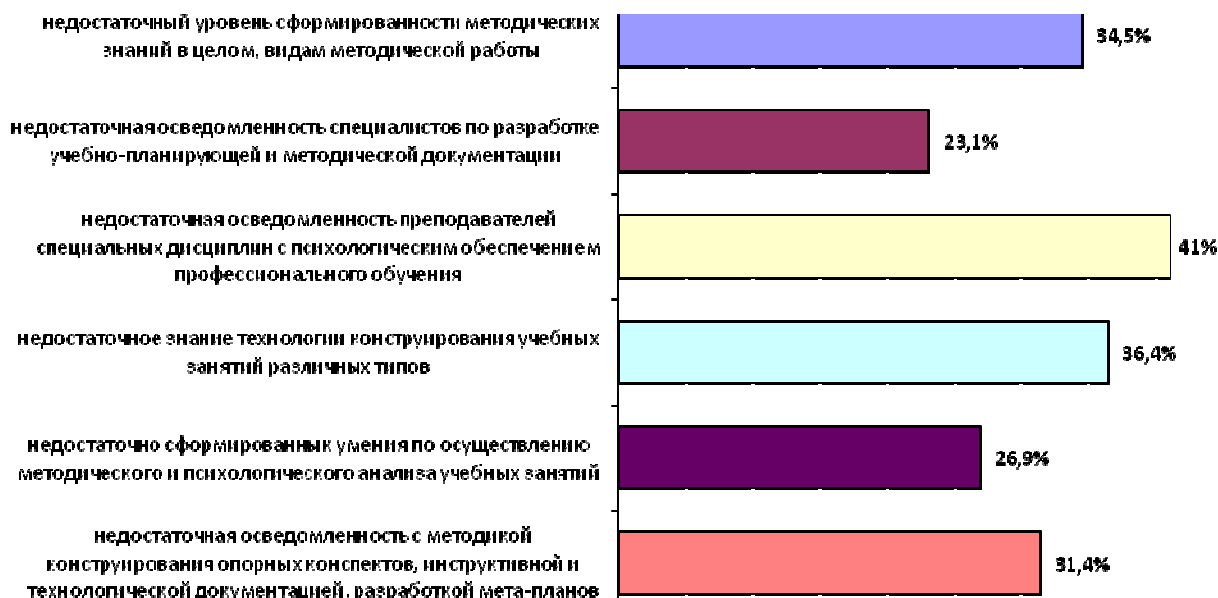 недостаточный уровень сформированности методических
знаний в целом, видам методической работы
34,5%
недостаточная осведомленность специалистов по разработке
учебно-планирующей и методической документации
23,1%
недостаточная осведомленность преподавателей
специальных дисциплин с психологическим обеспечением
профессионального обучения
41%
недостаточное знание технологии конструирования учебных
занятий различных типов
36,4%
недостаточно сформированных умения по осуществлению
методического и психологического анализа учебных занятий
26,9%
недостаточная осведомленность с методикой
конструирования опорных конспектов, инструктивной и
технологической документацией, разработкой мета-планов
31,4%